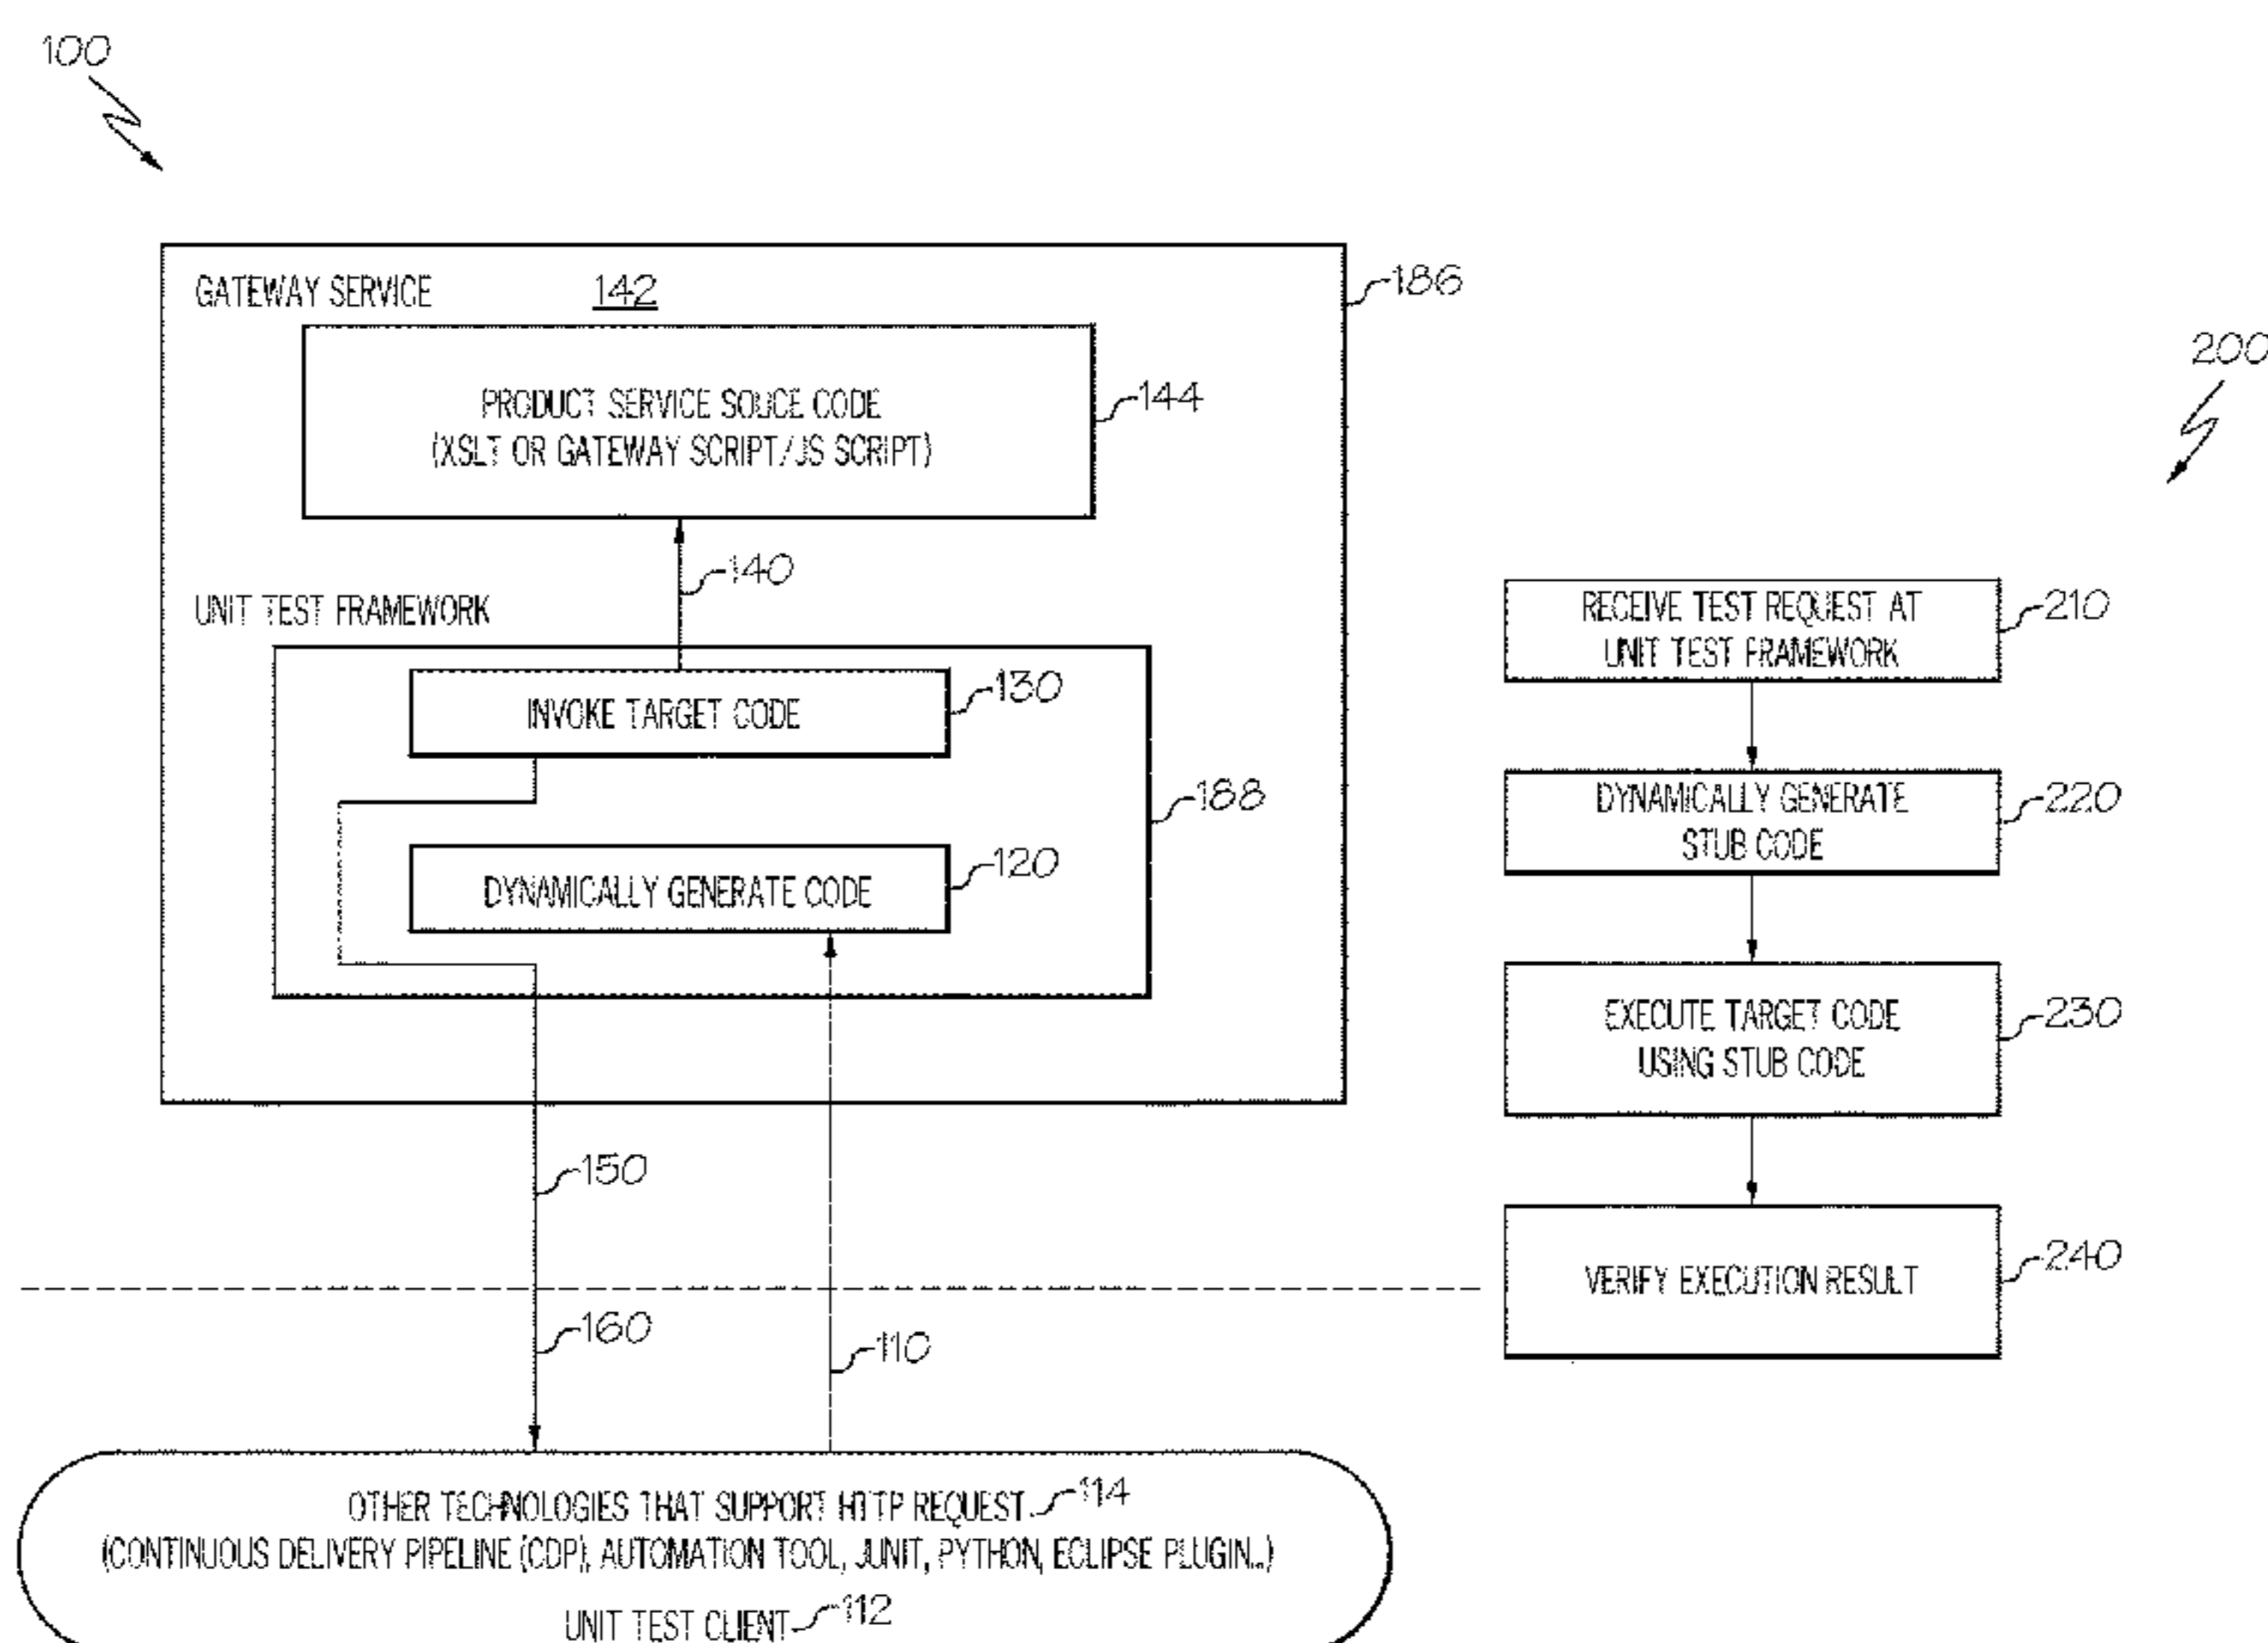 100
GATEWAY SERVICE 142
186
PRODUCT SERVICE SOUCE CODE
(XSLT OR GATEWAY SCRIPT/JS SCRIPT)
144
140
UNIT TEST FRAMEWORK
INVOKE TARGET CODE
130
188
DYNAMICALLY GENERATE CODE
120
150
160
110
OTHER TECHNOLOGIES THAT SUPPORT HTTP REQUEST 114
(CONTINUOUS DELIVERY PIPELINE (CDP), AUTOMATION TOOL, JUNIT, PYTHON, ECLIPSE PLUGIN...)
UNIT TEST CLIENT 112
200
RECEIVE TEST REQUEST AT
UNIT TEST FRAMEWORK
210
DYNAMICALLY GENERATE
STUB CODE
220
EXECUTE TARGET CODE
USING STUB CODE
230
VERIFY EXECUTION RESULT
240